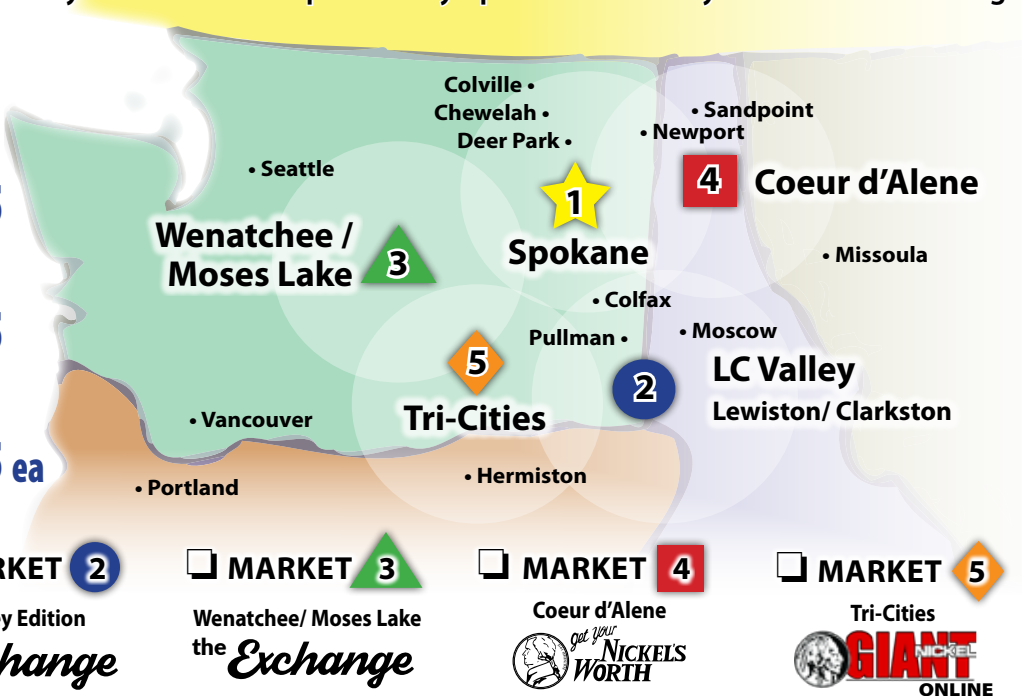 Colville •
Chewelah •
Deer Park •
• Sandpoint
• Newport
• Seattle
4
Coeur d’Alene
1
Spokane
Wenatchee /
Moses Lake
3
• Missoula
• Colfax
Pullman •
• Moscow
5
Tri-Cities
2
LC Valley
Lewiston/ Clarkston
• Vancouver
ea
• Hermiston
• Portland
2
❏ MARKET 3
❏ MARKET 4
❏ MARKET 5
Edition
Wenatchee/ Moses Lake
the Exchange
Coeur d’Alene
get your
NICKEL'S
WORTH
Tri-Cities
GIANT
NICKEL
ONLINE